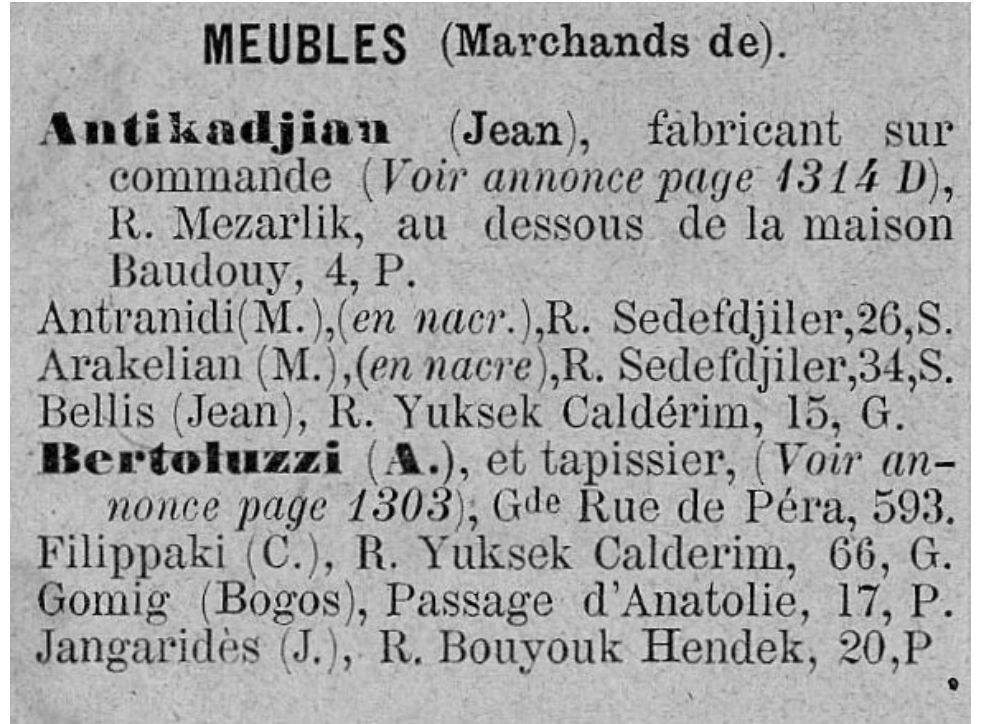 MEUBLES (Marchands de).
Antikadjian (Jean), fabricant sur
commande (Voir annonce page 1314 D),
R. Mezarlik, au dessous de la maison
Baudouy, 4, P.
Antranidi(M.),(en nacr.),R. Sedefdjiler,26,S.
Arakelian (M.),(en nacre),R. Sedefdjiler,34,S.
Bellis (Jean), R. Yuksek Caldérim, 15, G.
Bertoluzzi (A.), et tapissier, (Voir an-
nonce page 1303), Gde Rue de Péra, 593.
Filippaki (C.), R. Yuksek Calderim, 66, G.
Gomig (Bogos), Passage d'Anatolie, 17, P.
Jangaridès (J.), R. Bouyouk Hendek, 20,P